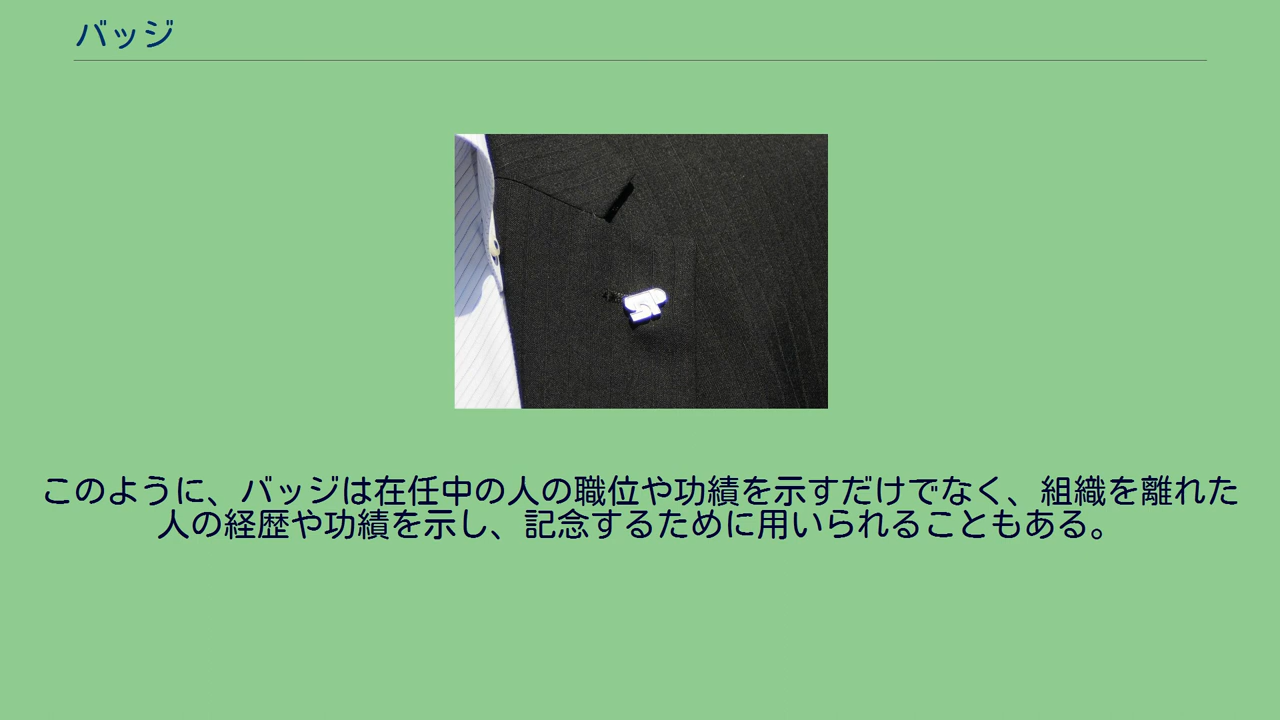 バッジ
このように、バッジは在任中の人の職位や功績を示すだけでなく、組織を離れた
人の経歴や功績を示し、記念するために用いられることもある。